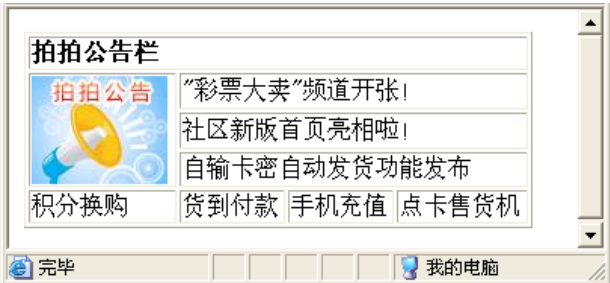 拍拍公告栏
拍拍公告
"彩票大卖"频道开张!
社区新版首页亮相啦!
自输卡密自动发货功能发布
积分换购 货到付款 手机充值 点卡售货机
完毕 我的电脑